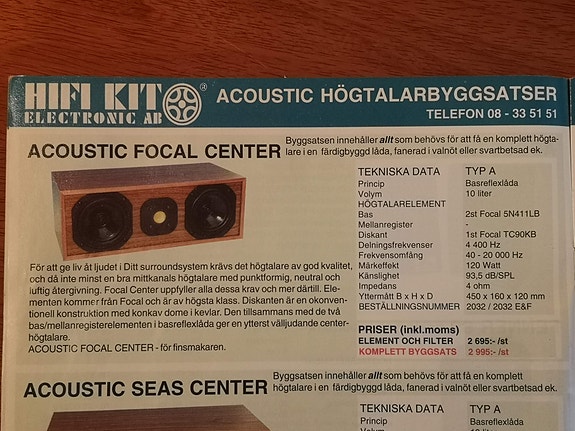 HIFI KIT
ELECTRONIC AB
®
ACOUSTIC HÖGTALARBYGGSATSER
TELEFON 08 - 33 51 51
ACOUSTIC FOCAL CENTER
Byggsatsen innehåller allt som behövs för att få en komplett högta-
lare i en färdigbyggd låda, fanerad i valnöt eller svartbetsad ek.
TEKNISKA DATA TYP A
Princip Basreflexlåda
Volym 10 liter
HÖGTALARELEMENT
Bas 2st Focal 5N411LB
Mellanregister -
Diskant 1st Focal TC90KB
Delningsfrekvenser 4 400 Hz
Frekvensomfång 40 - 20 000 Hz
Märkeffekt 120 Watt
Känslighet 93,5 dB/SPL
Impedans 4 ohm
Yttermått B x H x D 450 x 160 x 120 mm
BESTÄLLNINGSNUMMER 2032 / 2032 E&F
För att ge liv åt ljudet i Ditt surroundsystem krävs det högtalare av god kvalitet,
och då inte minst en bra mittkanals högtalare med punktformig, neutral och
luftig återgivning. Focal Center uppfyller alla dessa krav och mer därtill. Ele-
menten kommer från Focal och är av högsta klass. Diskanten är en okonven-
tionell konstruktion med konkav dome i kevlar. Den tillsammans med de två
bas/mellanregisterelementen i basreflexlåda ger en ytterst väljudande center-
högtalare.
ACOUSTIC FOCAL CENTER - för finsmakaren.
PRISER (inkl.moms)
ELEMENT OCH FILTER 2 695:- /st
KOMPLETT BYGGSATS 2 995:- /st
ACOUSTIC SEAS CENTER
Byggsatsen innehåller allt som behövs för att få en komplett
högtalare i en färdigbyggd låda, fanerad i valnöt eller svartbetsad ek.
TEKNISKA DATA TYP A
Princip Basreflexlåda